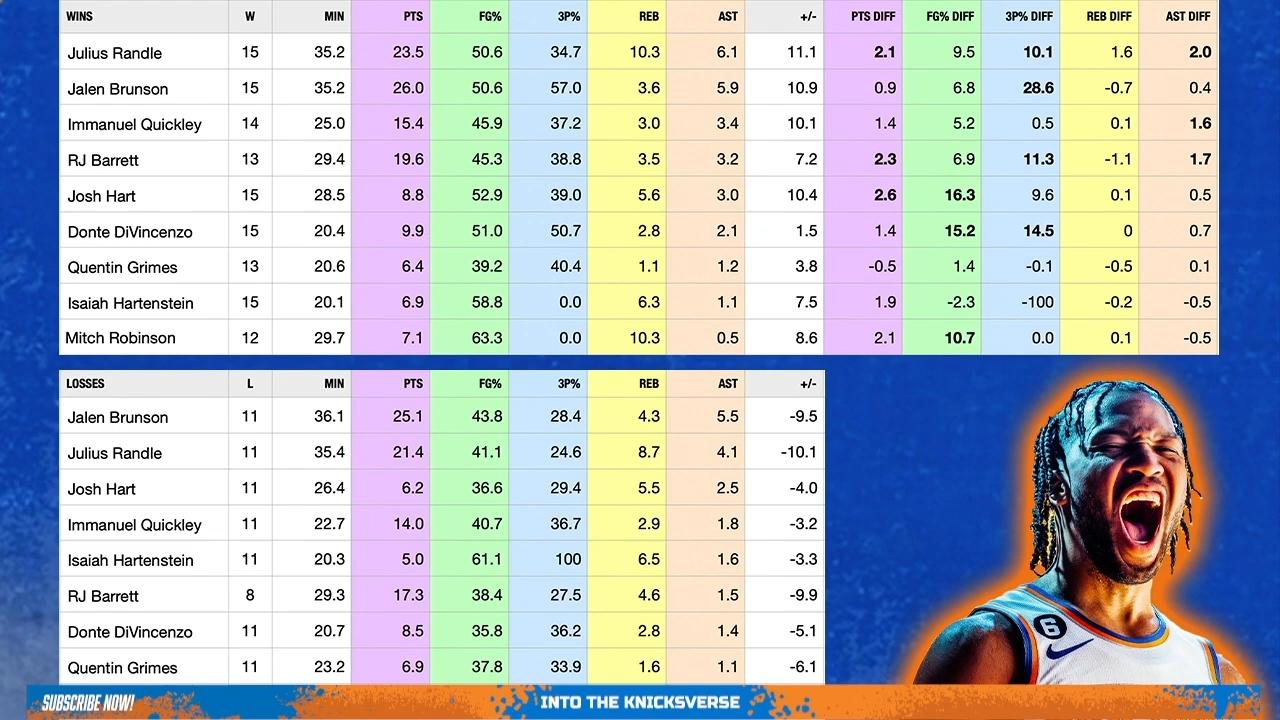 WINS W MIN PTS FG% 3P% REB AST +/- PTS DIFF FG% DIFF 3P% DIFF REB DIFF AST DIFF
Julius Randle 15 35.2 23.5 50.6 34.7 10.3 6.1 11.1 2.1 9.5 10.1 1.6 2.0
Jalen Brunson 15 35.2 26.0 50.6 57.0 3.6 5.9 10.9 0.9 6.8 28.6 -0.7 0.4
Immanuel Quickley 14 25.0 15.4 45.9 37.2 3.0 3.4 10.1 1.4 5.2 0.5 0.1 1.6
RJ Barrett 13 29.4 19.6 45.3 38.8 3.5 3.2 7.2 2.3 6.9 11.3 -1.1 1.7
Josh Hart 15 28.5 8.8 52.9 39.0 5.6 3.0 10.4 2.6 16.3 9.6 0.1 0.5
Donte DiVincenzo 15 20.4 9.9 51.0 50.7 2.8 2.1 1.5 1.4 15.2 14.5 0 0.7
Quentin Grimes 13 20.6 6.4 39.2 40.4 1.1 1.2 3.8 -0.5 1.4 -0.1 -0.5 0.1
Isaiah Hartenstein 15 20.1 6.9 58.8 0.0 6.3 1.1 7.5 1.9 -2.3 -100 -0.2 -0.5
Mitch Robinson 12 29.7 7.1 63.3 0.0 10.3 0.5 8.6 2.1 10.7 0.0 0.1 -0.5
LOSSES L MIN PTS FG% 3P% REB AST +/-
Jalen Brunson 11 36.1 25.1 43.8 28.4 4.3 5.5 -9.5
Julius Randle 11 35.4 21.4 41.1 24.6 8.7 4.1 -10.1
Josh Hart 11 26.4 6.2 36.6 29.4 5.5 2.5 -4.0
Immanuel Quickley 11 22.7 14.0 40.7 36.7 2.9 1.8 -3.2
Isaiah Hartenstein 11 20.3 5.0 61.1 100 6.5 1.6 -3.3
RJ Barrett 8 29.3 17.3 38.4 27.5 4.6 1.5 -9.9
Donte DiVincenzo 11 20.7 8.5 35.8 36.2 2.8 1.4 -5.1
Quentin Grimes 11 23.2 6.9 37.8 33.9 1.6 1.1 -6.1
6
SUBSCRIBE NOW! INTO THE KNICKSVERSE